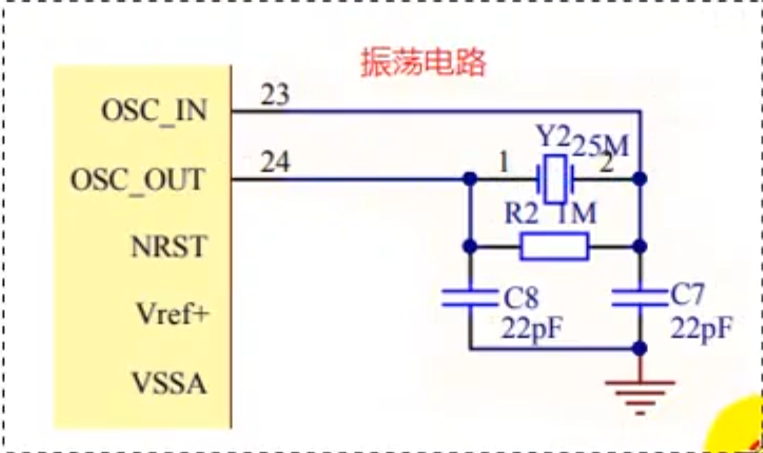 振荡电路
OSC_IN 23
Y2 25M
OSC_OUT 24 1 2
R2 1M
NRST
C8 C7
Vref+ 22pF 22pF
VSSA